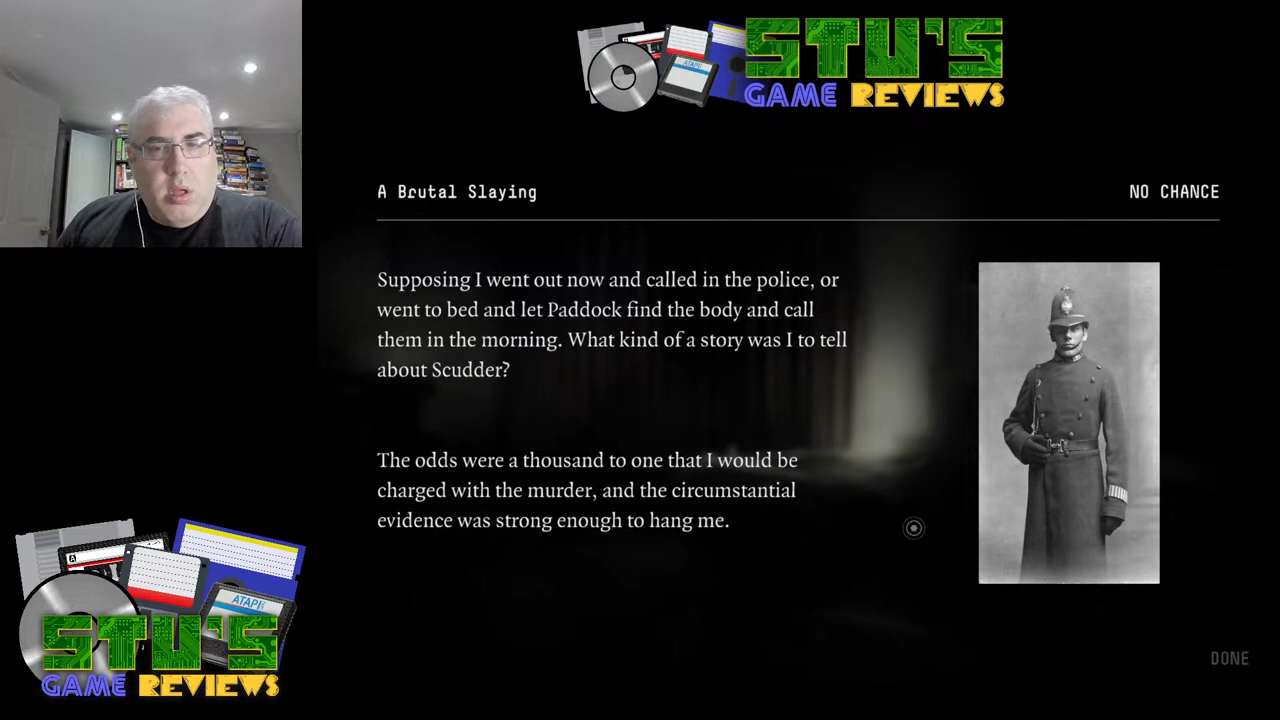 STU'S
GAME REVIEWS
A Brutal Slaying
NO CHANCE
Supposing I went out now and called in the police, or
went to bed and let Paddock find the body and call
them in the morning. What kind of a story was I to tell
about Scudder?
The odds were a thousand to one that I would be
charged with the murder, and the circumstantial
evidence was strong enough to hang me.
DONE
A
ATAPI
STU'S
GAME REVIEWS